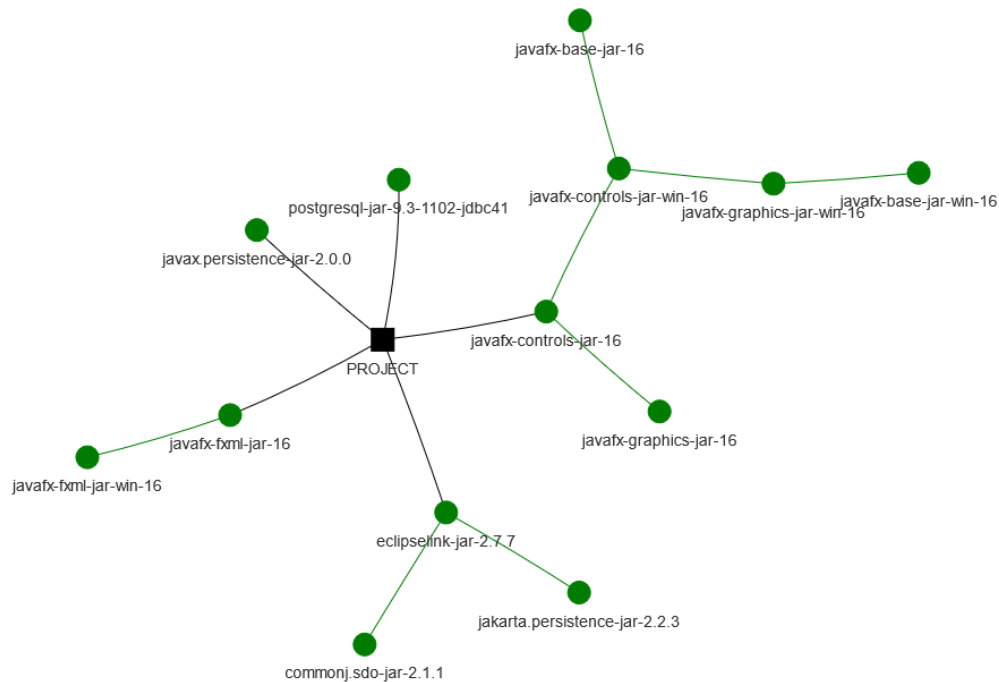 javafx-base-jar-16
javafx-controls-jar-win-16
javafx-graphics-jar-win-16
javafx-base-jar-win-16
postgresql-jar-9.3-1102-jdbc41
javax.persistence-jar-2.0.0
javafx-controls-jar-16
PROJECT
javafx-graphics-jar-16
javafx-fxml-jar-16
javafx-fxml-jar-win-16
eclipselink-jar-2.7.7
jakarta.persistence-jar-2.2.3
commonj.sdo-jar-2.1.1